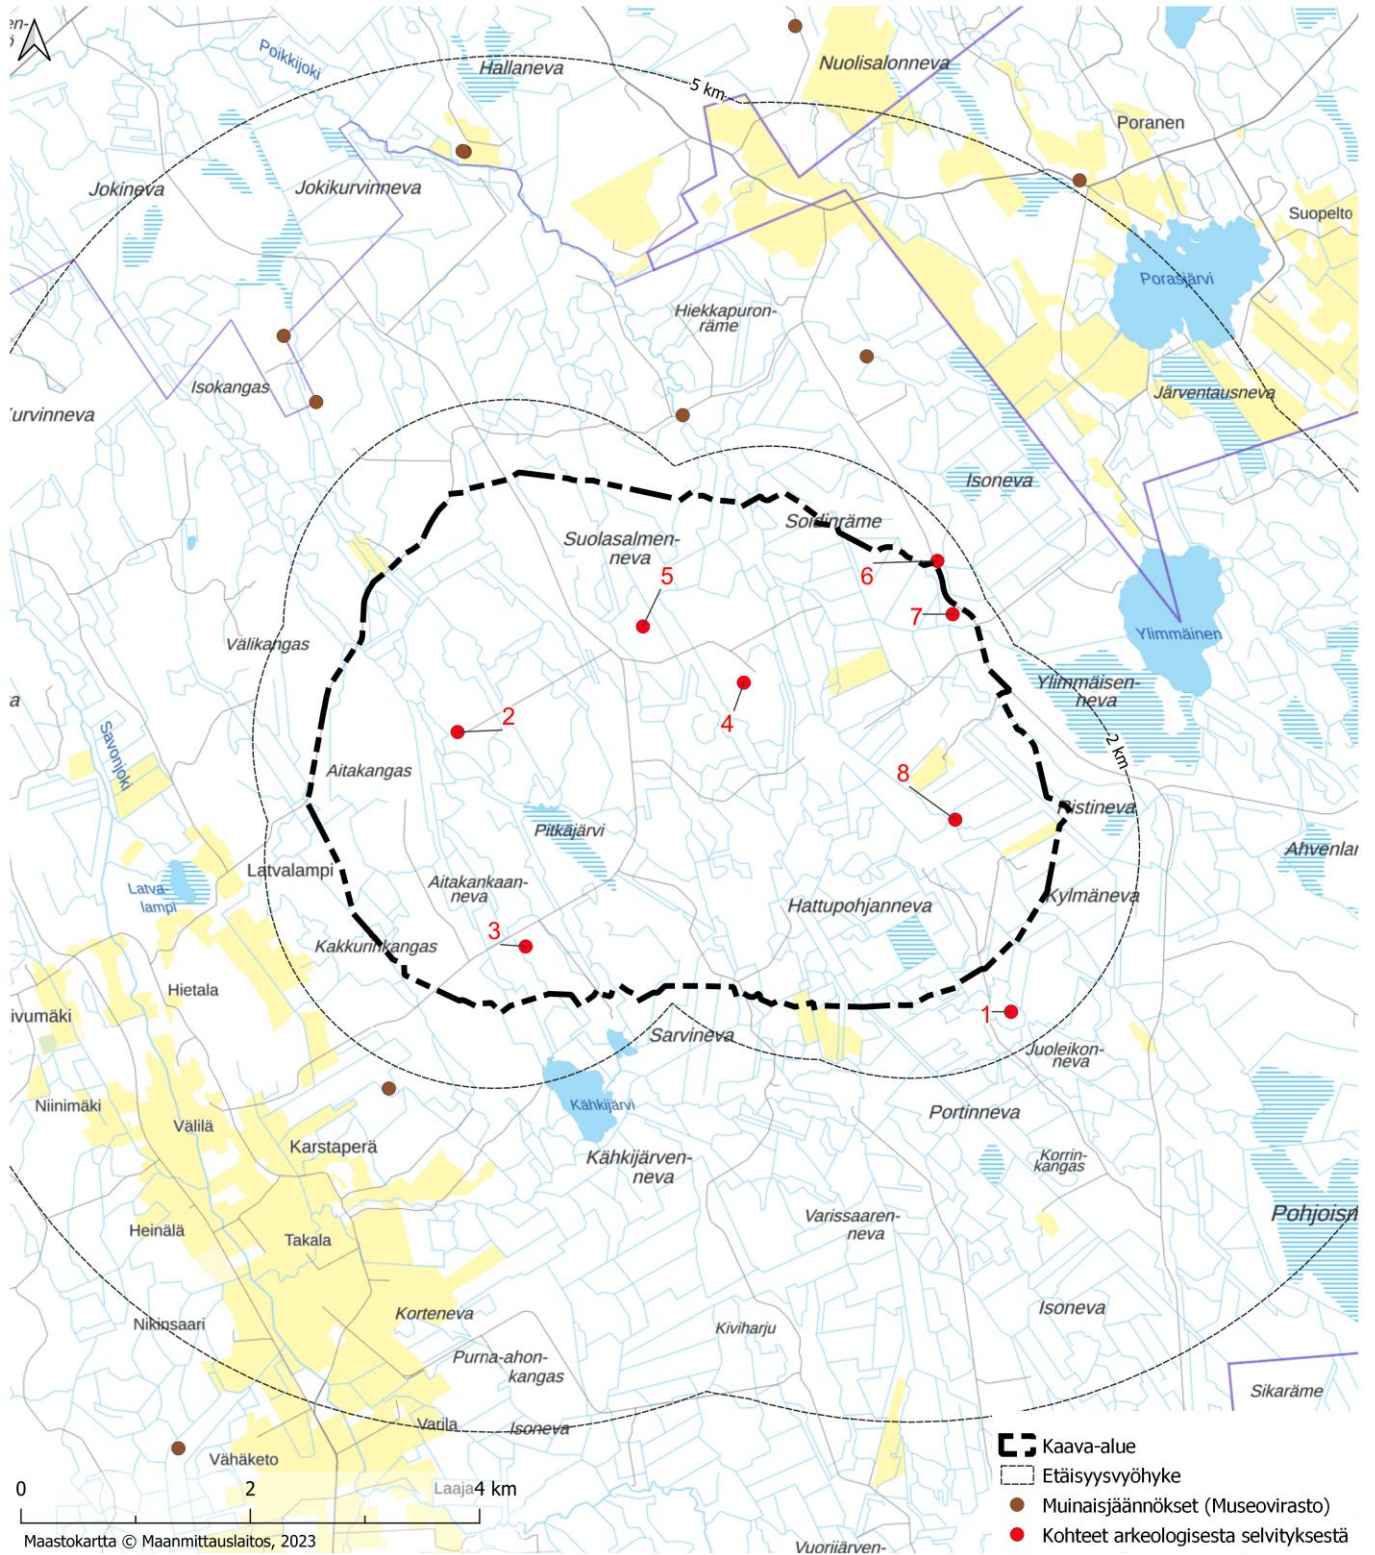 Poikkijoki
Hallaneva
Nuolisalonneva
5 km
Poranen
Jokineva
Jokikurvinneva
Suopelto
Porasjärvi
Hiekkapuron-
räme
Isokangas
Järventausneva
urvinneva
Isoneva
Soidinräme
Suolasalmen-
neva
5
6
7
Välikangas
Ylimmäinen
Ylimmäisen-
neva
2
4
Savonjoki
2 km
Aitakangas
8
Ristineva
Pitkäjärvi
Ahvenlar
Latvalampi
Aitakankaan-
neva
Latva-
lampi
Kylmäneva
Hattupohjanneva
3
Kakkurinkangas
Hietala
ivumäki
1
Sarvineva
Juoleikon-
neva
Niinimäki
Kähkijärvi
Portinneva
Välilä
Karstaperä
Kähkijärven-
neva
Korrin-
kangas
Heinälä
Takala
Varissaaren-
neva
Pohjoisn
Korteneva
Isoneva
Nikinsaari
Kiviharju
Purna-ahon-
kangas
Sikaräme
Varila
Isoneva
Vähäketo
Kaava-alue
Etäisyysvyöhyke
0 2 Laaja 4 km
Muinaisjäännökset (Museovirasto)
Kohteet arkeologisesta selvityksestä
Maastokartta © Maanmittauslaitos, 2023
Vuorijärven-